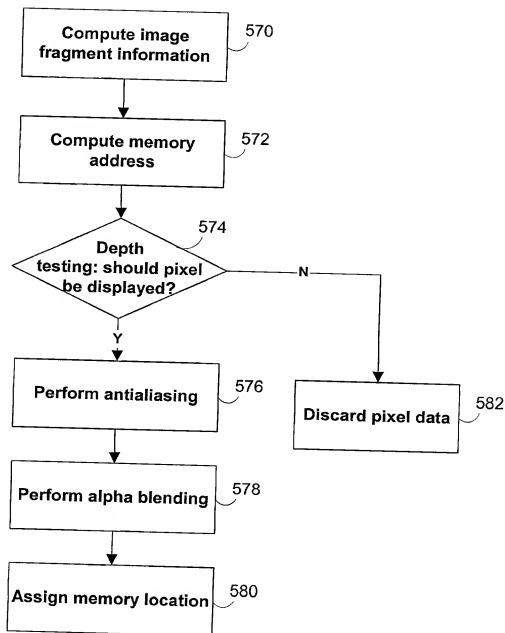 Compute image
fragment information
570
Compute memory
address
572
574
Depth
testing: should pixel
be displayed?
N
Y
Perform antialiasing
576
Discard pixel data
582
Perform alpha blending
578
Assign memory location
580